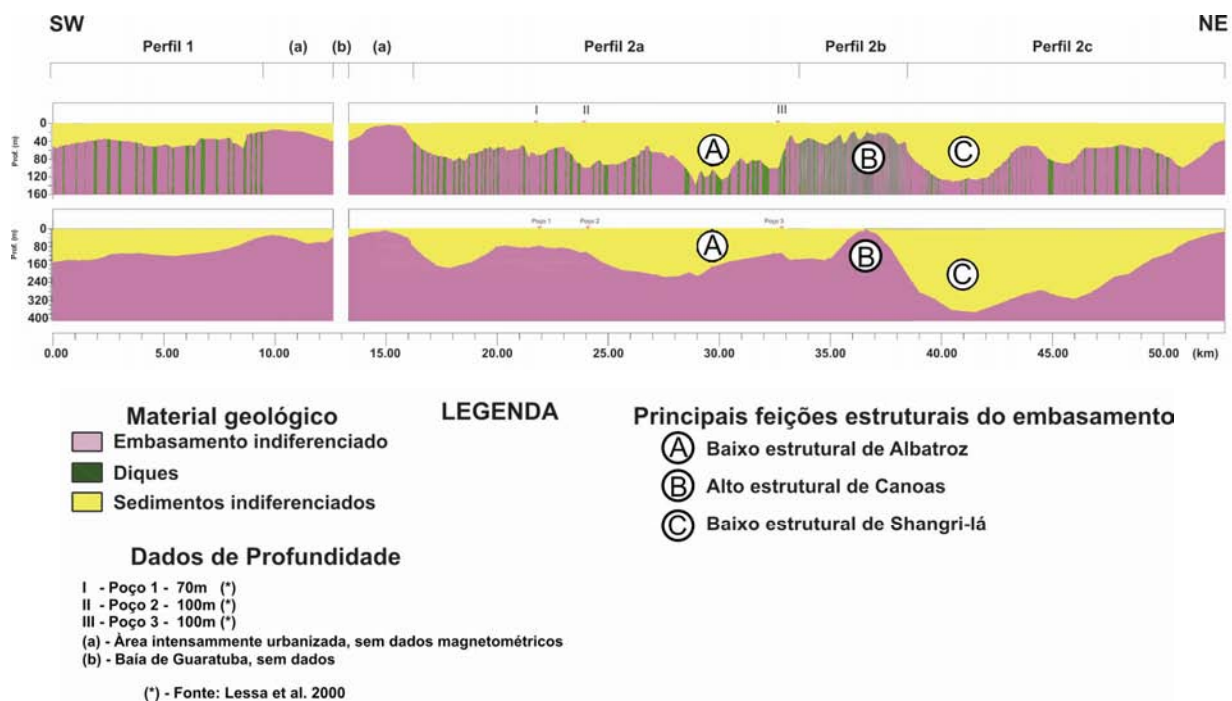 SW NE
Perfil 1 (a) (b) (a) Perfil 2a Perfil 2b Perfil 2c
I II III
Prof. (m)
0
40
80
120
160
A B C
Poço 1 Poço 2 Poço 3
Prof. (m)
0
80
160
240
320
400
A B C
0.00 5.00 10.00 15.00 20.00 25.00 30.00 35.00 40.00 45.00 50.00 (km)
LEGENDA
Material geológico
Embasamento indiferenciado
Diques
Sedimentos indiferenciados
Principais feições estruturais do embasamento
A Baixo estrutural de Albatroz
B Alto estrutural de Canoas
C Baixo estrutural de Shangri-lá
Dados de Profundidade
I - Poço 1 - 70m (*)
II - Poço 2 - 100m (*)
III - Poço 3 - 100m (*)
(a) - Àrea intensammente urbanizada, sem dados magnetométricos
(b) - Baía de Guaratuba, sem dados
(*) - Fonte: Lessa et al. 2000